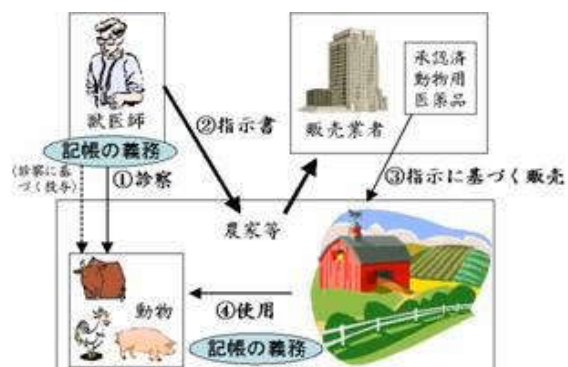 獣医師
記帳の義務
(診察に基
づく投与)
①診察
②指示書
販売業者
承認済
動物用
医薬品
③指示に基づく販売
農家等
動物
④使用
記帳の義務